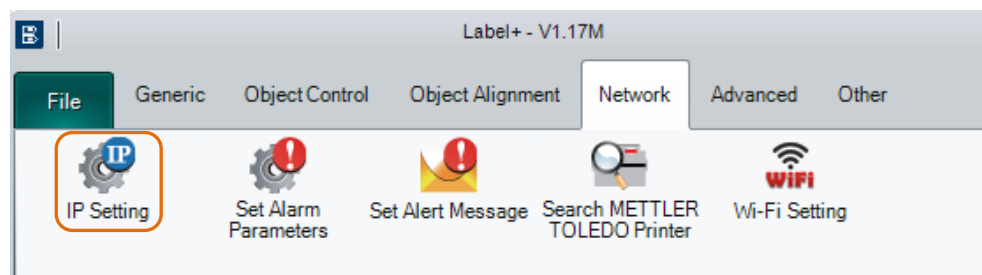 Label+ - V1.17M
File Generic Object Control Object Alignment Network Advanced Other
IP
WiFi
IP Setting Set Alarm Parameters Set Alert Message Search METTLER TOLEDO Printer Wi-Fi Setting